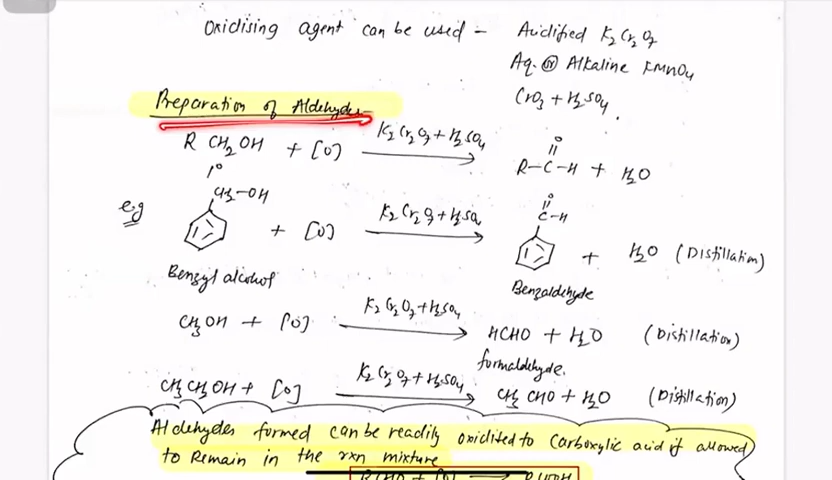 Oxidising agent can be used - Acidified K2Cr2O7
Aq. or Alkaline KMnO4
CrO3 + H2SO4.
Preparation of Aldehydes
R CH2OH + [O] K2Cr2O7 + H2SO4 → R-C-H + H2O
O
1°
CH2-OH
O
C-H
e.g + [O] K2Cr2O7 + H2SO4 → + H2O (Distillation)
Benzyl alcohol Benzaldehyde
CH3OH + [O] K2Cr2O7 + H2SO4 → HCHO + H2O (Distillation)
formaldehyde.
CH3CH2OH + [O] K2Cr2O7 + H2SO4 → CH3CHO + H2O (Distillation)
Aldehydes formed can be readily oxidised to carboxylic acid if allowed
to Remain in the rxn mixture